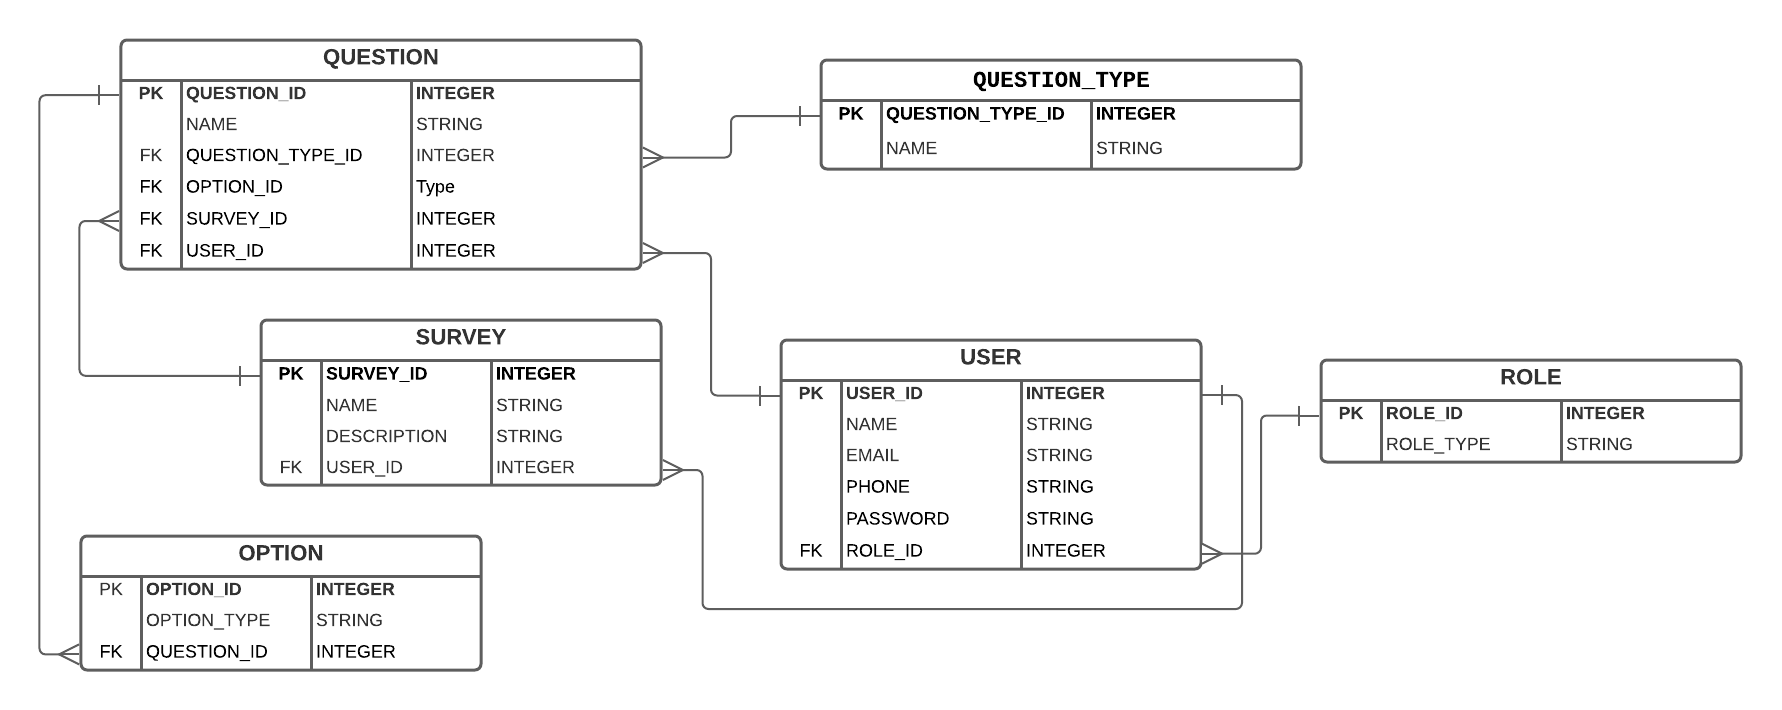 QUESTION
PK QUESTION_ID INTEGER
NAME STRING
FK QUESTION_TYPE_ID INTEGER
FK OPTION_ID Type
FK SURVEY_ID INTEGER
FK USER_ID INTEGER
QUESTION_TYPE
PK QUESTION_TYPE_ID INTEGER
NAME STRING
SURVEY
PK SURVEY_ID INTEGER
NAME STRING
DESCRIPTION STRING
FK USER_ID INTEGER
USER
PK USER_ID INTEGER
NAME STRING
EMAIL STRING
PHONE STRING
PASSWORD STRING
FK ROLE_ID INTEGER
ROLE
PK ROLE_ID INTEGER
ROLE_TYPE STRING
OPTION
PK OPTION_ID INTEGER
OPTION_TYPE STRING
FK QUESTION_ID INTEGER